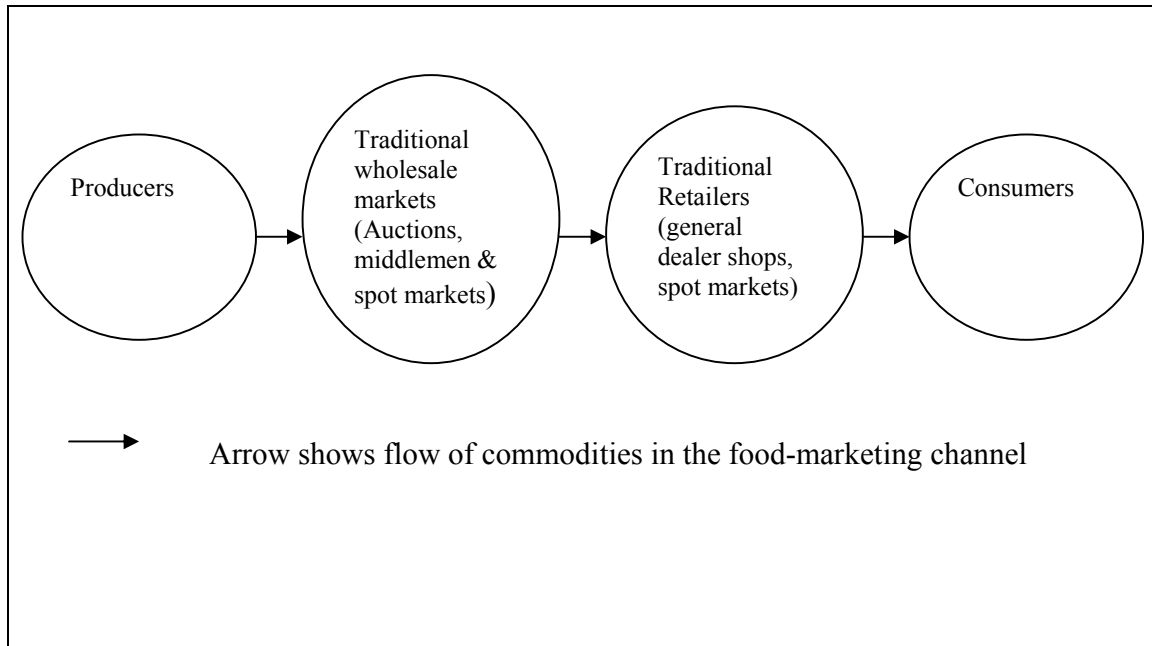 Producers
Traditional
wholesale
markets
(Auctions,
middlemen &
spot markets)
Traditional
Retailers
(general
dealer shops,
spot markets)
Consumers
Arrow shows flow of commodities in the food-marketing channel